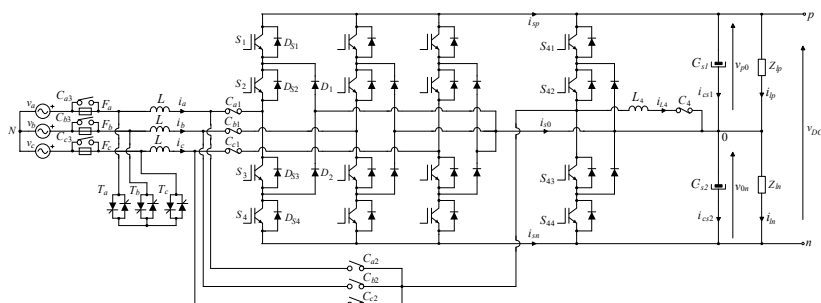 p
i_sp
S_1
D_S1
S_41
C_s1
v_p0
Z_lp
S_2
D_S2
D_1
S_42
C_a3
v_a
F_a
L
i_a
C_a1
L_4
i_L4
C_4
i_cs1
i_lp
N
v_b
C_b3
F_b
L
i_b
C_b1
i_s0
0
v_DC
v_c
C_c3
F_c
L
i_c
C_c1
T_a
T_b
T_c
S_3
D_S3
D_2
S_43
C_s2
v_0n
Z_ln
S_4
D_S4
S_44
i_cs2
i_ln
i_sn
n
C_a2
C_b2
C_c2